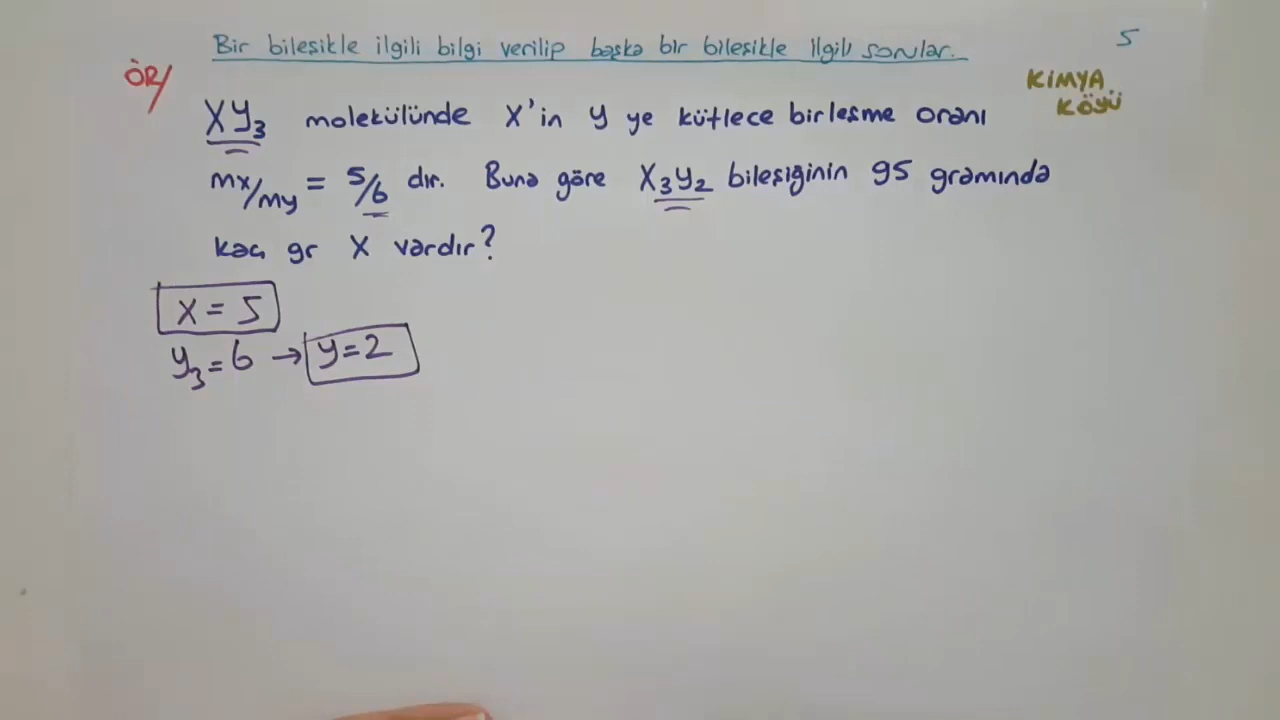 Bir bileşikle ilgili bilgi verilip başka bir bileşikle ilgili sorular.
5
ÖR/
KİMYA KÖYÜ
XY₃ molekülünde X'in Y ye kütlece birleşme oranı
mx/my = 5/6 dır. Buna göre X₃Y₂ bileşiğinin 95 gramında
kaç gr X vardır?
X = 5
Y₃ = 6 → Y = 2